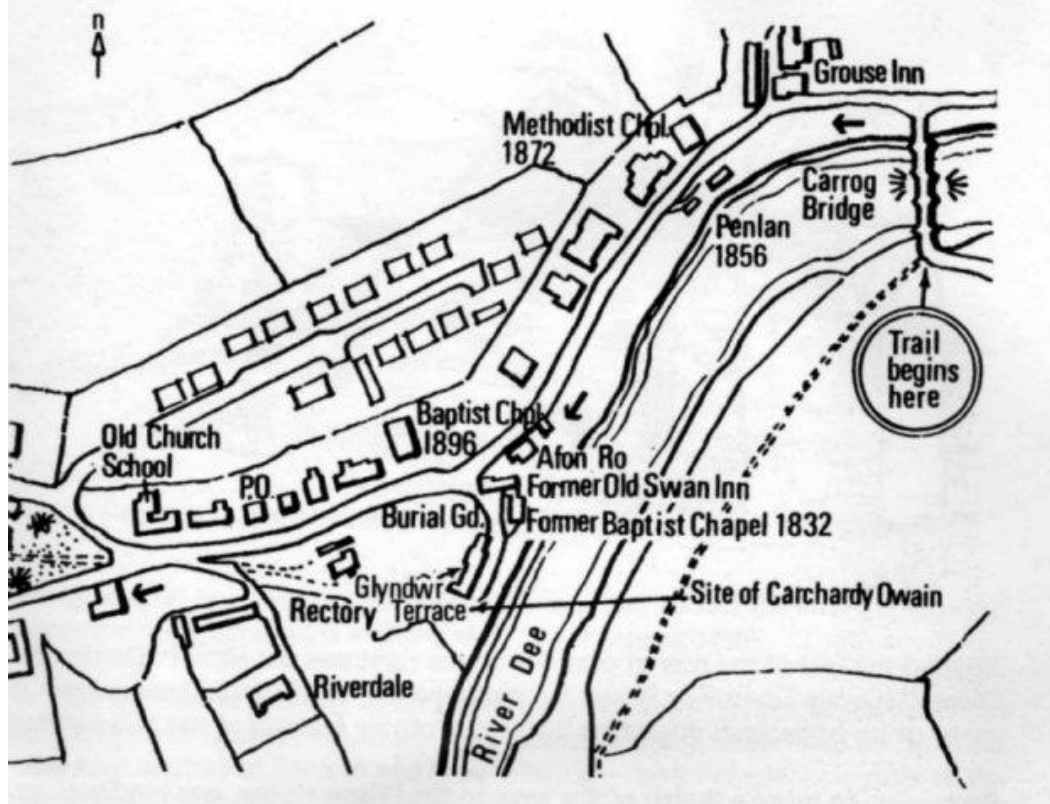 n
Grouse Inn
Methodist Chpl.
1872
Carrog
Bridge
Penlan
1856
Trail
begins
here
Baptist Chpl.
1896
Old Church
School
P.O
Afon Ro
Former Old Swan Inn
Burial Gd.
Former Baptist Chapel 1832
Glyndwr
Rectory Terrace
Site of Carchardy Owain
Riverdale
River Dee